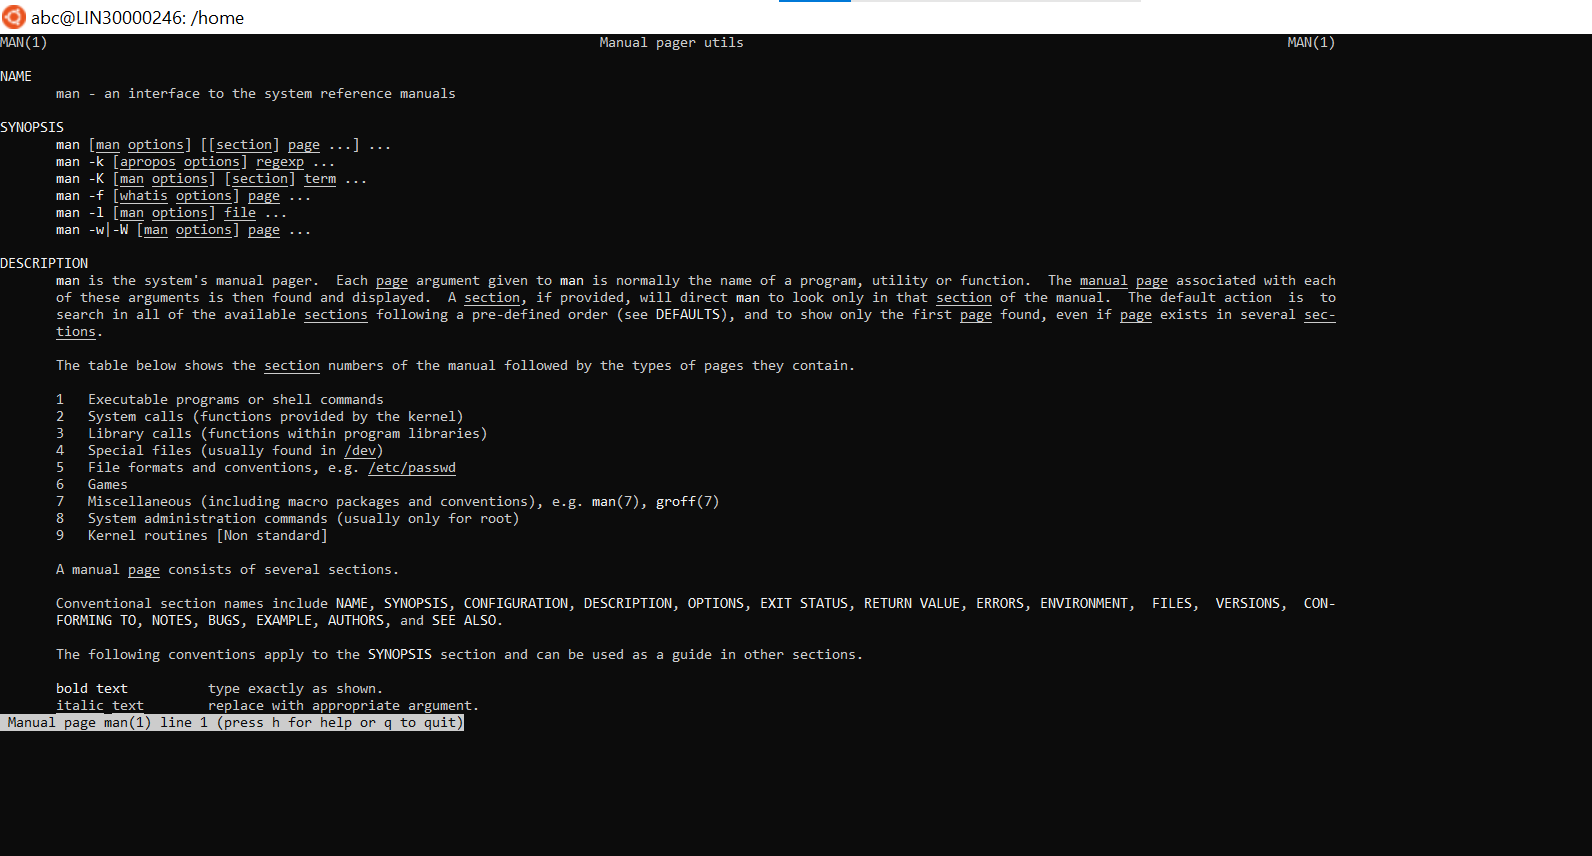 abc@LIN30000246: /home
MAN(1) Manual pager utils MAN(1)
NAME
man - an interface to the system reference manuals
SYNOPSIS
man [man options] [[section] page ...] ...
man -k [apropos options] regexp ...
man -K [man options] [section] term ...
man -f [whatis options] page ...
man -l [man options] file ...
man -w|-W [man options] page ...
DESCRIPTION
man is the system's manual pager.  Each page argument given to man is normally the name of a program, utility or function.  The manual page associated with each
of these arguments is then found and displayed.  A section, if provided, will direct man to look only in that section of the manual.  The default action  is  to
search in all of the available sections following a pre-defined order (see DEFAULTS), and to show only the first page found, even if page exists in several sec-
tions.
The table below shows the section numbers of the manual followed by the types of pages they contain.
1   Executable programs or shell commands
2   System calls (functions provided by the kernel)
3   Library calls (functions within program libraries)
4   Special files (usually found in /dev)
5   File formats and conventions, e.g. /etc/passwd
6   Games
7   Miscellaneous (including macro packages and conventions), e.g. man(7), groff(7)
8   System administration commands (usually only for root)
9   Kernel routines [Non standard]
A manual page consists of several sections.
Conventional section names include NAME, SYNOPSIS, CONFIGURATION, DESCRIPTION, OPTIONS, EXIT STATUS, RETURN VALUE, ERRORS, ENVIRONMENT,  FILES,  VERSIONS,  CON-
FORMING TO, NOTES, BUGS, EXAMPLE, AUTHORS, and SEE ALSO.
The following conventions apply to the SYNOPSIS section and can be used as a guide in other sections.
bold text          type exactly as shown.
italic text        replace with appropriate argument.
Manual page man(1) line 1 (press h for help or q to quit)